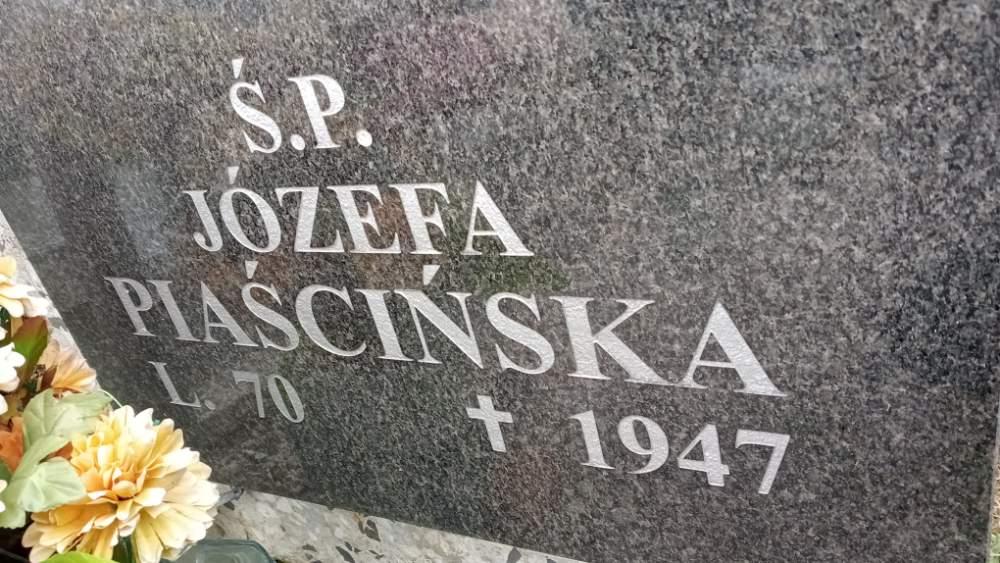 Ś.P.
JÓZEFA
PIAŚCIŃSKA
L. 70 ✝ 1947